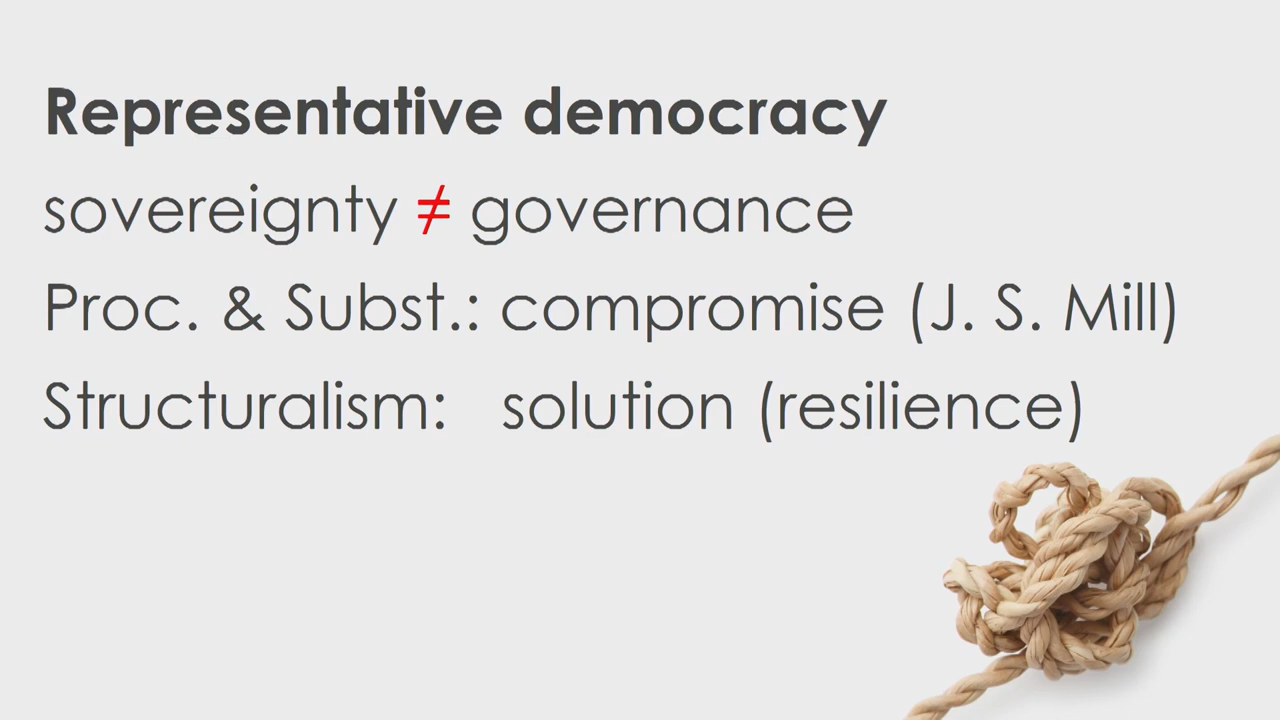 Representative democracy
sovereignty ≠ governance
Proc. & Subst.: compromise (J. S. Mill)
Structuralism: solution (resilience)